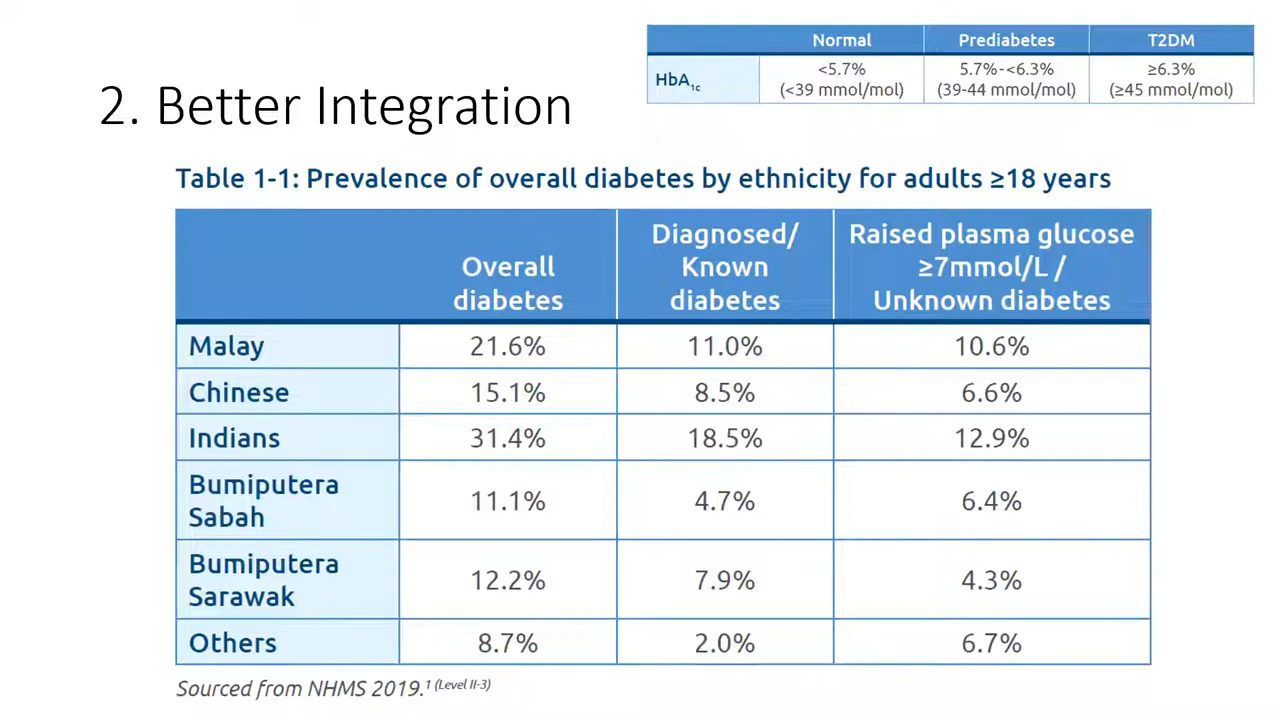 Normal Prediabetes T2DM
HbA1c <5.7% 5.7%-<6.3% ≥6.3%
(<39 mmol/mol) (39-44 mmol/mol) (≥45 mmol/mol)
2. Better Integration
Table 1-1: Prevalence of overall diabetes by ethnicity for adults ≥18 years
Overall diabetes
Diagnosed/ Known diabetes
Raised plasma glucose ≥7mmol/L / Unknown diabetes
Malay 21.6% 11.0% 10.6%
Chinese 15.1% 8.5% 6.6%
Indians 31.4% 18.5% 12.9%
Bumiputera Sabah 11.1% 4.7% 6.4%
Bumiputera Sarawak 12.2% 7.9% 4.3%
Others 8.7% 2.0% 6.7%
Sourced from NHMS 2019.1 (Level II-3)